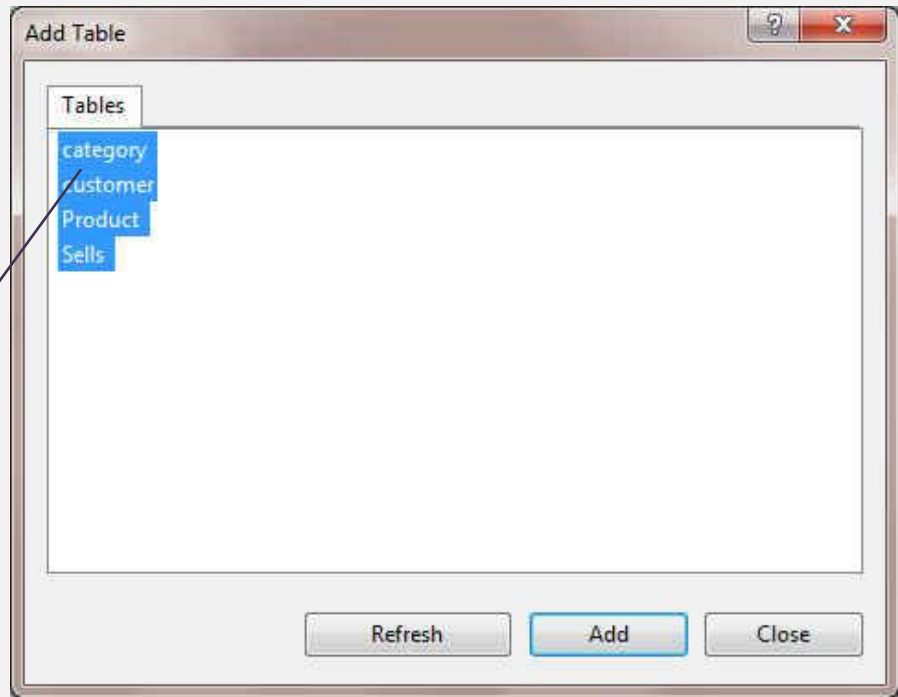 Add Table
?
Tables
category
customer
Product
Sells
Refresh
Add
Close